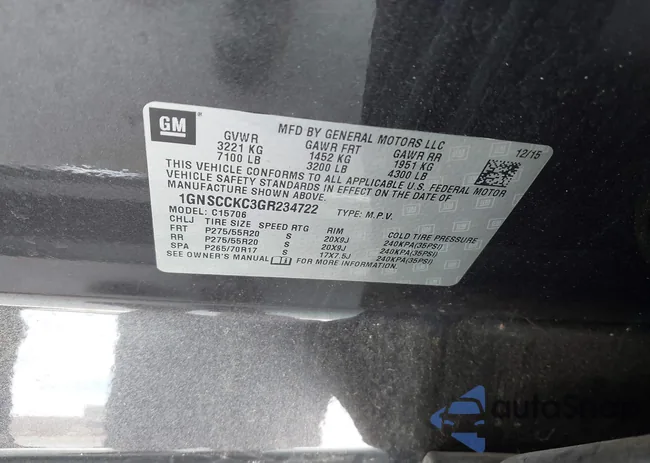 GM
MFD BY GENERAL MOTORS LLC 12/15
GVWR GAWR FRT GAWR RR
3221 KG 1452 KG 1951 KG
7100 LB 3200 LB 4300 LB
THIS VEHICLE CONFORMS TO ALL APPLICABLE U.S. FEDERAL MOTOR
VEHICLE SAFETY STANDARDS IN EFFECT ON THE DATE OF
MANUFACTURE SHOWN ABOVE.
1GNSCCKC3GR234722 TYPE: M.P.V.
MODEL: C15706
CHLJ TIRE SIZE SPEED RTG RIM COLD TIRE PRESSURE
FRT P275/55R20 S 20X9J 240KPA(35PSI)
RR P275/55R20 S 20X9J 240KPA(35PSI)
SPA P265/70R17 S 17X7.5J 240KPA(35PSI)
SEE OWNER'S MANUAL FOR MORE INFORMATION.